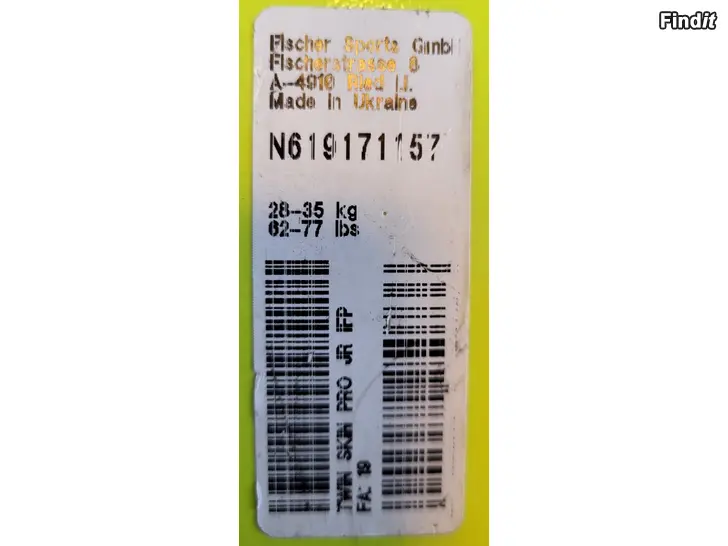 Findit
Fischer Sports GmbH
Fischerstrasse 8
A-4910 Ried I.I.
Made in Ukraine
N619171157
28-35 kg
62-77 lbs
TWIN SKIN PRO JR IFP
FA: 19